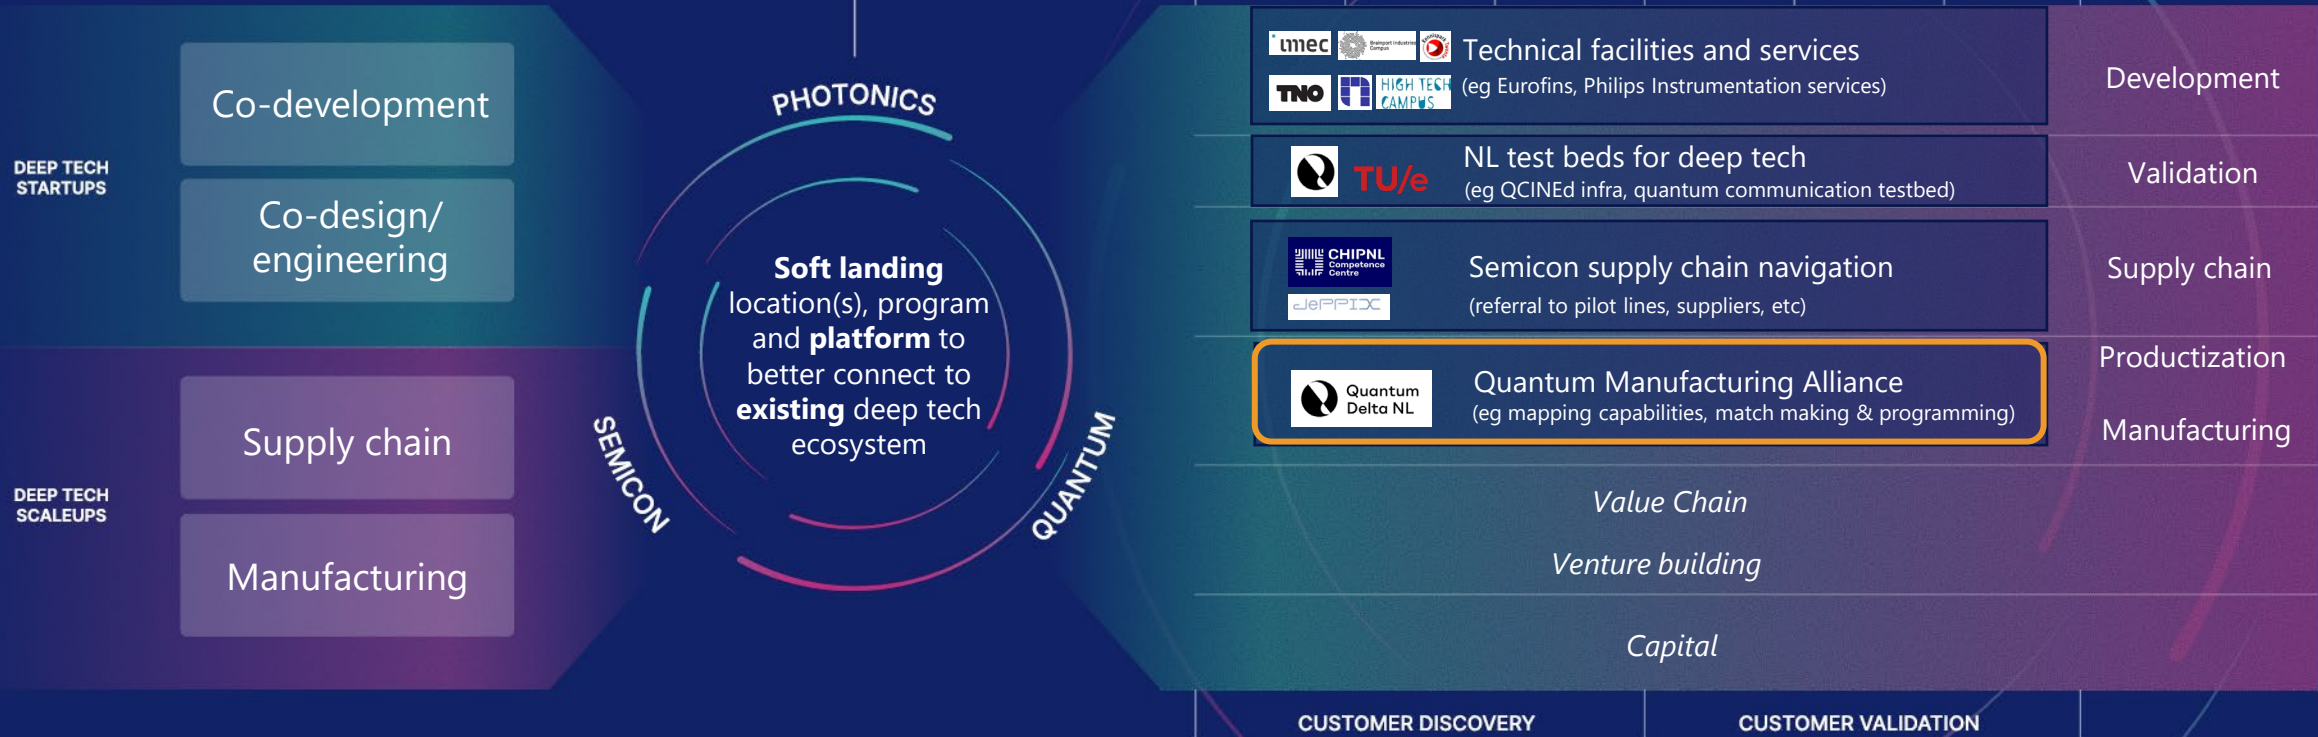 DEEP TECH
STARTUPS
Co-development
Co-design/
engineering
DEEP TECH
SCALEUPS
Supply chain
Manufacturing
PHOTONICS
SEMICON
QUANTUM
Soft landing
location(s), program
and platform to
better connect to
existing deep tech
ecosystem
imec
Brainport Industries
Campus
TNO
HIGH TECH
CAMPUS
Technical facilities and services
(eg Eurofins, Philips Instrumentation services)
Development
TU/e
NL test beds for deep tech
(eg QCINEd infra, quantum communication testbed)
Validation
CHIPNL
Competence
Centre
JePPIX
Semicon supply chain navigation
(referral to pilot lines, suppliers, etc)
Supply chain
Quantum
Delta NL
Quantum Manufacturing Alliance
(eg mapping capabilities, match making & programming)
Productization
Manufacturing
Value Chain
Venture building
Capital
CUSTOMER DISCOVERY
CUSTOMER VALIDATION